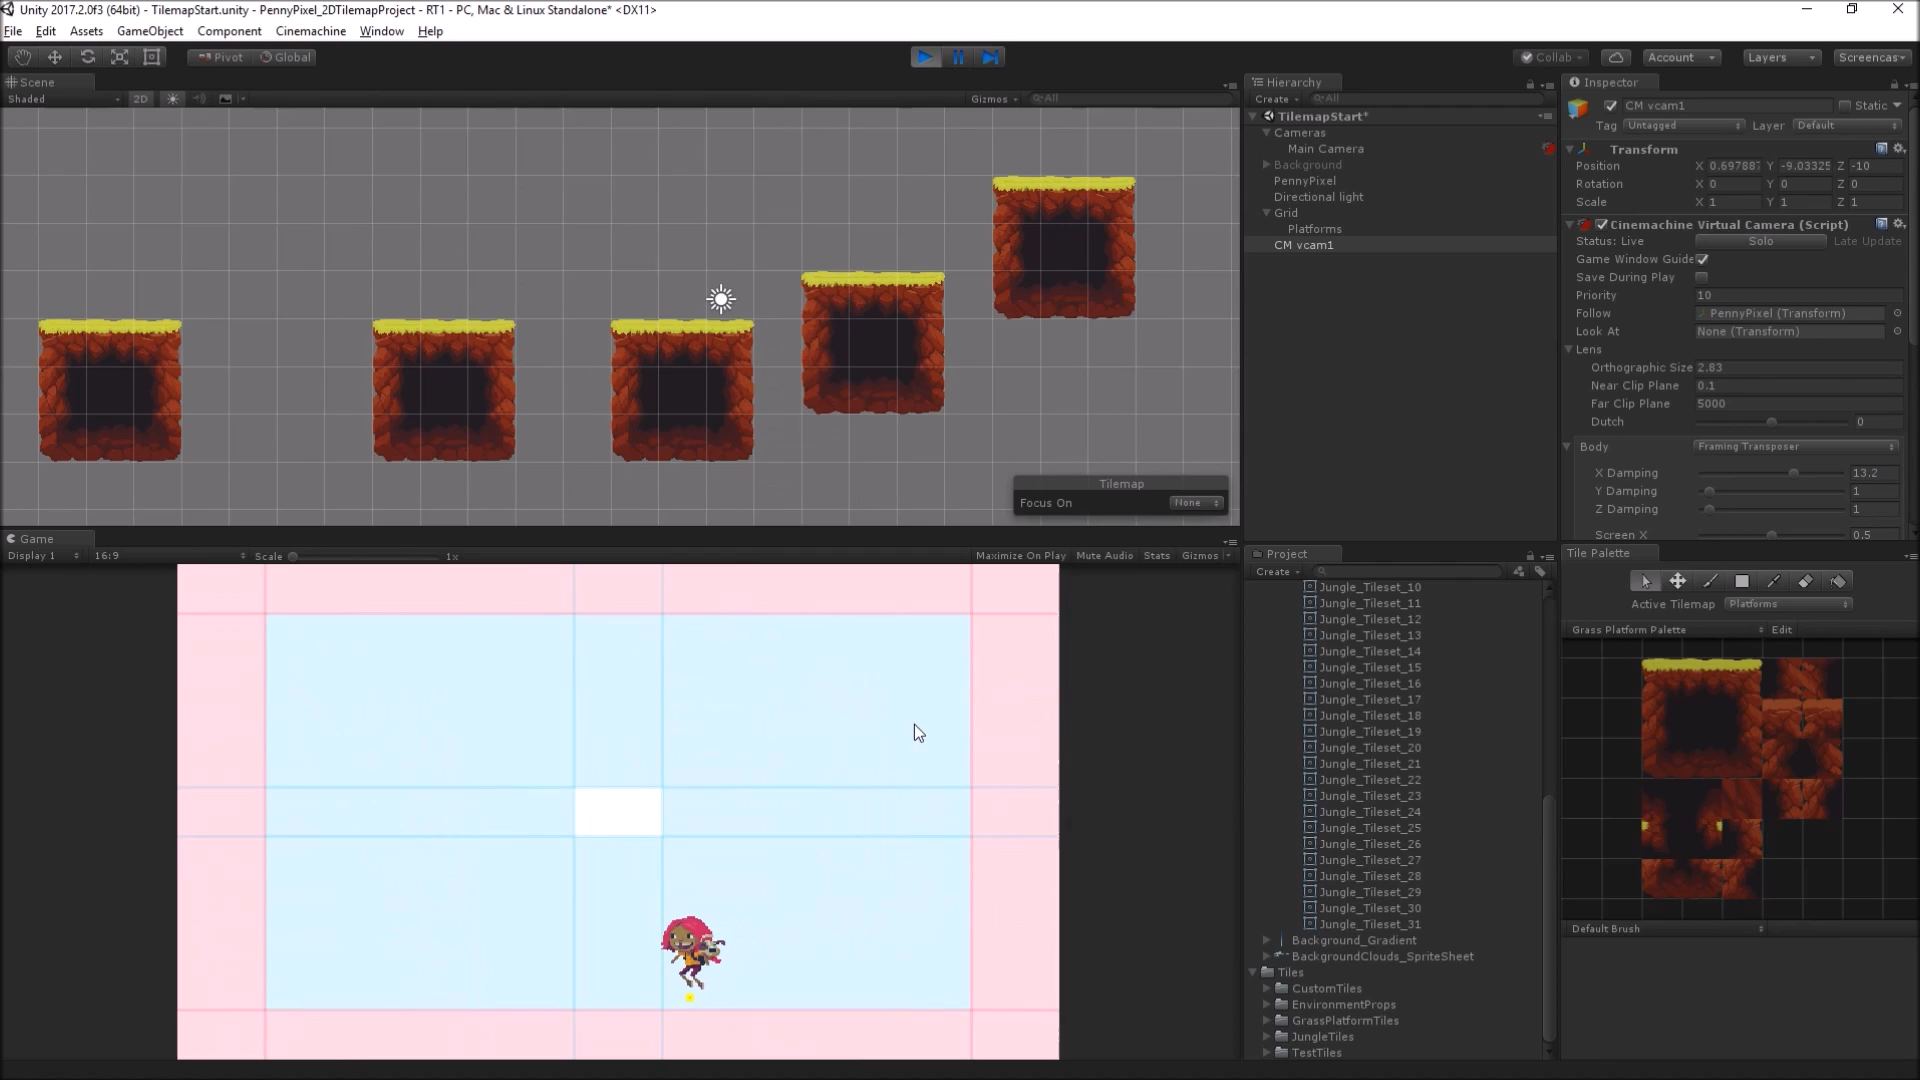 Unity 2017.2.0f3 (64bit) - TilemapStart.unity - PennyPixel_2DTilemapProject - RT1 - PC, Mac & Linux Standalone* <DX11>
File Edit Assets GameObject Component Cinemachine Window Help
Pivot Global Collab Account Layers Screencas
Scene
Shaded 2D Gizmos All
Tilemap
Focus On None
Game
Display 1 16:9 Scale 1x Maximize On Play Mute Audio Stats Gizmos
Hierarchy
Create All
TilemapStart*
Cameras
Main Camera
Background
PennyPixel
Directional light
Grid
Platforms
CM vcam1
Project
Create
Jungle_Tileset_10
Jungle_Tileset_11
Jungle_Tileset_12
Jungle_Tileset_13
Jungle_Tileset_14
Jungle_Tileset_15
Jungle_Tileset_16
Jungle_Tileset_17
Jungle_Tileset_18
Jungle_Tileset_19
Jungle_Tileset_20
Jungle_Tileset_21
Jungle_Tileset_22
Jungle_Tileset_23
Jungle_Tileset_24
Jungle_Tileset_25
Jungle_Tileset_26
Jungle_Tileset_27
Jungle_Tileset_28
Jungle_Tileset_29
Jungle_Tileset_30
Jungle_Tileset_31
Background_Gradient
BackgroundClouds_SpriteSheet
Tiles
CustomTiles
EnvironmentProps
GrassPlatformTiles
JungleTiles
TestTiles
Inspector
CM vcam1 Static
Tag Untagged Layer Default
Transform
Position X 0.697887 Y -9.03325 Z -10
Rotation X 0 Y 0 Z 0
Scale X 1 Y 1 Z 1
Cinemachine Virtual Camera (Script)
Status: Live Solo Late Update
Game Window Guide
Save During Play
Priority 10
Follow PennyPixel (Transform)
Look At None (Transform)
Lens
Orthographic Size 2.83
Near Clip Plane 0.1
Far Clip Plane 5000
Dutch 0
Body Framing Transposer
X Damping 13.2
Y Damping 1
Z Damping 1
Screen X 0.5
Tile Palette
Active Tilemap Platforms
Grass Platform Palette Edit
Default Brush